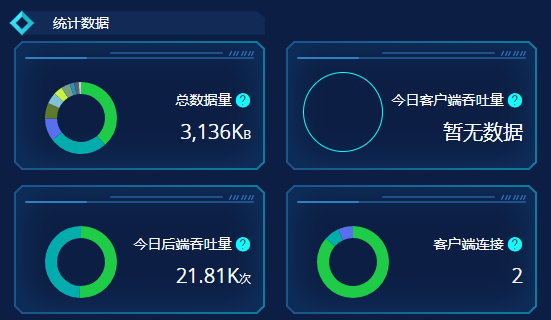 统计数据
总数据量 ?
3,136KB
今日客户端吞吐量 ?
暂无数据
今日后端吞吐量 ?
21.81K次
客户端连接 ?
2